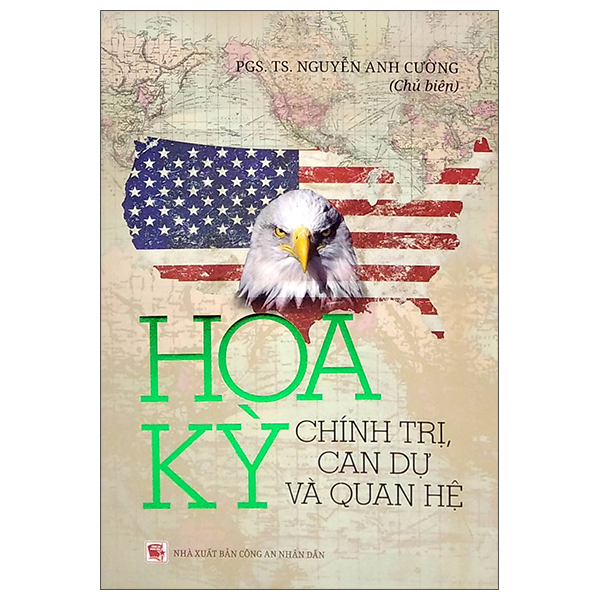 PGS. TS. NGUYỄN ANH CƯỜNG
(Chủ biên)
HOA
KỲ
CHÍNH TRỊ,
CAN DỰ
VÀ QUAN HỆ
NHÀ XUẤT BẢN CÔNG AN NHÂN DÂN